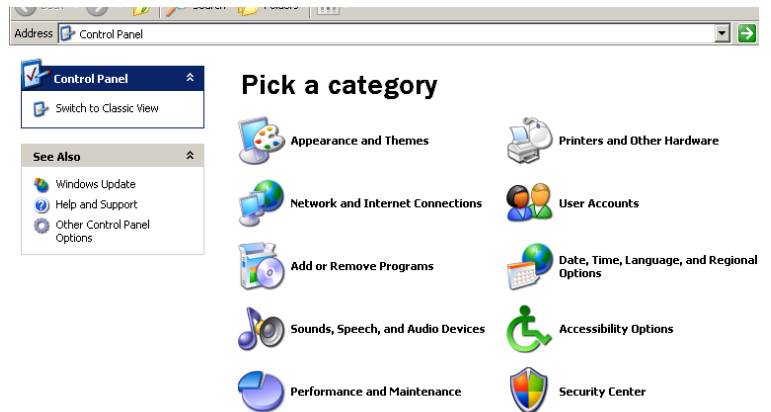 Address Control Panel
Control Panel
Switch to Classic View
See Also
Windows Update
Help and Support
Other Control Panel
Options
Pick a category
Appearance and Themes
Printers and Other Hardware
Network and Internet Connections
User Accounts
Add or Remove Programs
Date, Time, Language, and Regional
Options
Sounds, Speech, and Audio Devices
Accessibility Options
Performance and Maintenance
Security Center